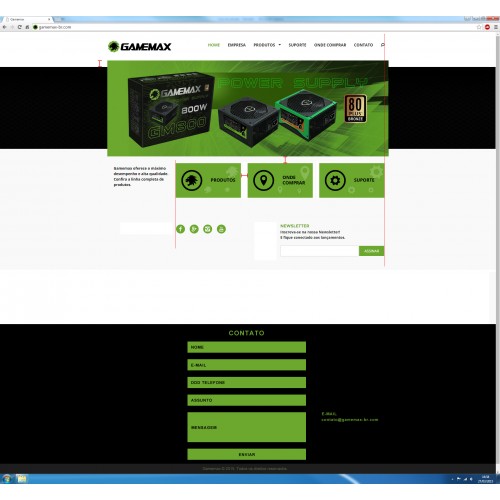 Gamemax
gamemax-br.com
GAMEMAX
HOME EMPRESA PRODUTOS SUPORTE ONDE COMPRAR CONTATO
POWER SUPPLY
GAMEMAX
800W
GM800
80
PLUS
BRONZE
Gamemax oferece o máximo
desempenho e alta qualidade.
Confira a linha completa de
produtos.
PRODUTOS
ONDE
COMPRAR
SUPORTE
NEWSLETTER
Inscreva-se na nossa Newsletter!
E fique conectado aos lançamentos.
ASSINAR
CONTATO
NOME
E-MAIL
DDD TELEFONE
ASSUNTO
MENSAGEM
E-MAIL
contato@gamemax-br.com
ENVIAR
Gamemax © 2015. Todos os direitos reservados.